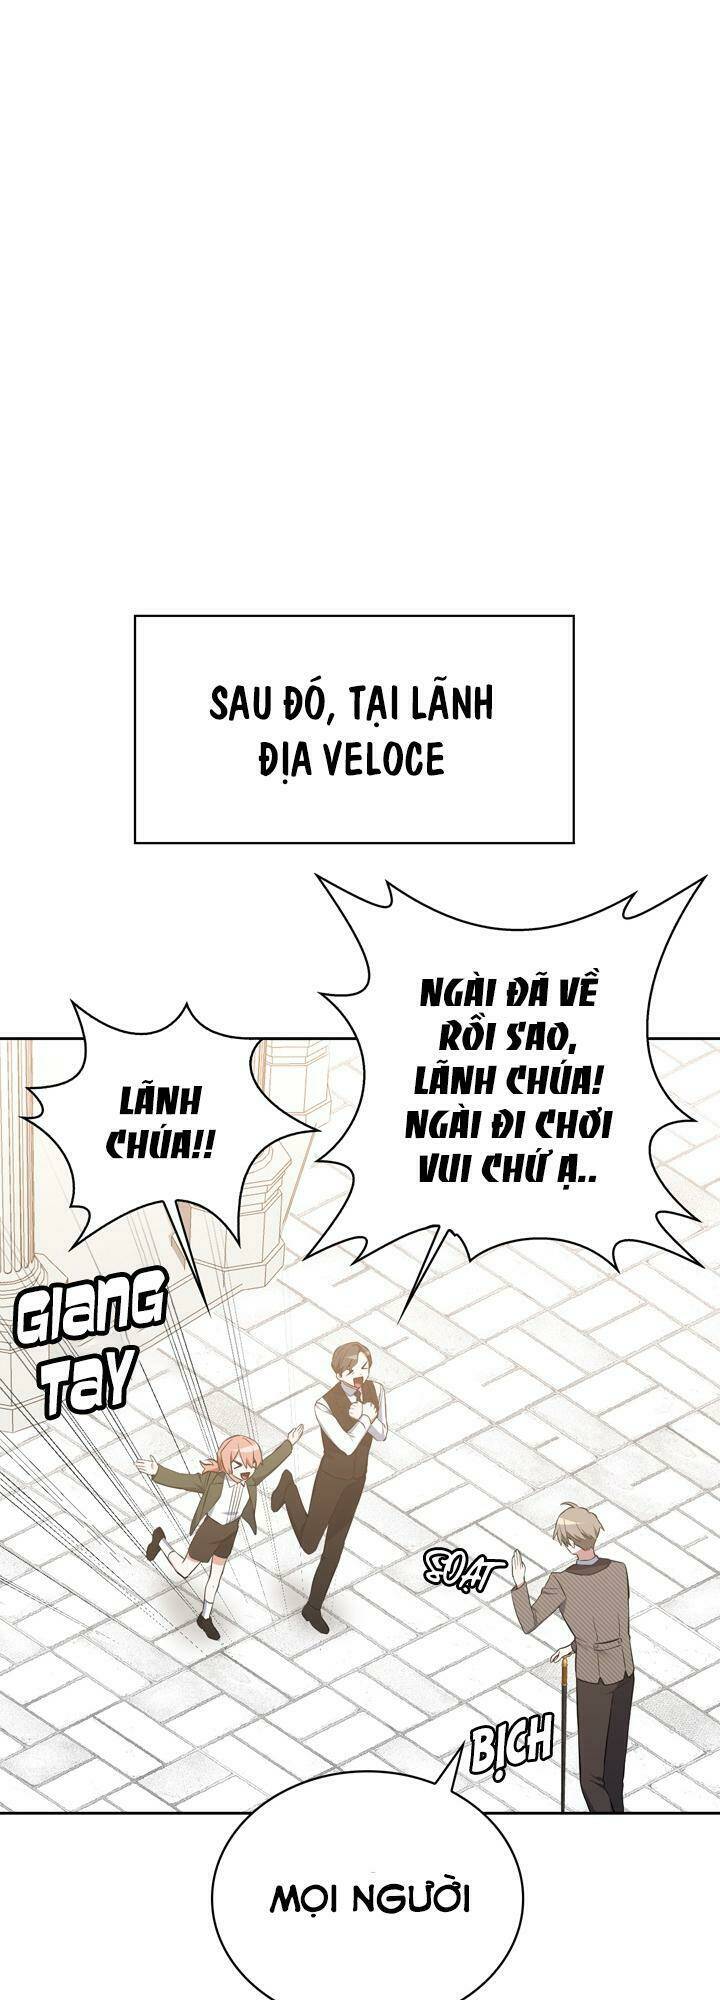 SAU ĐÓ, TẠI LÃNH
ĐỊA VELOCE
NGÀI ĐÃ VỀ
RỒI SAO,
LÃNH CHÚA!
NGÀI ĐI CHƠI
VUI CHỨ Ạ..
LÃNH
CHÚA!!
GIANG
TAY
SOẠT
BỊCH
MỌI NGƯỜI